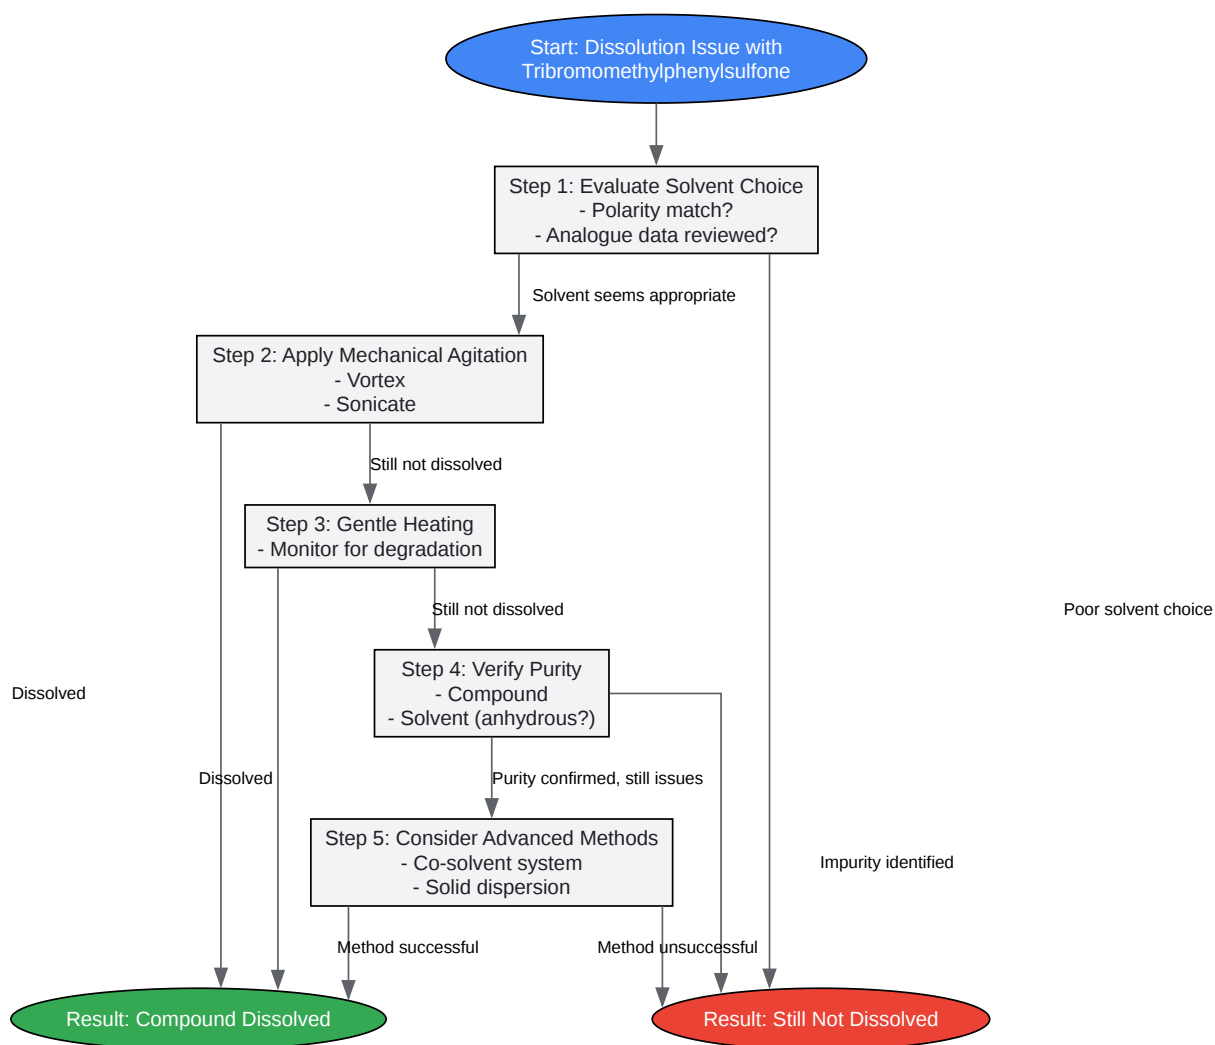 Start: Dissolution Issue with
Tribromomethylphenylsulfone
Step 1: Evaluate Solvent Choice
- Polarity match?
- Analogue data reviewed?
Solvent seems appropriate
Step 2: Apply Mechanical Agitation
- Vortex
- Sonicate
Still not dissolved
Step 3: Gentle Heating
- Monitor for degradation
Still not dissolved
Poor solvent choice
Step 4: Verify Purity
- Compound
- Solvent (anhydrous?)
Dissolved
Dissolved
Purity confirmed, still issues
Step 5: Consider Advanced Methods
- Co-solvent system
- Solid dispersion
Impurity identified
Method successful
Method unsuccessful
Result: Compound Dissolved
Result: Still Not Dissolved